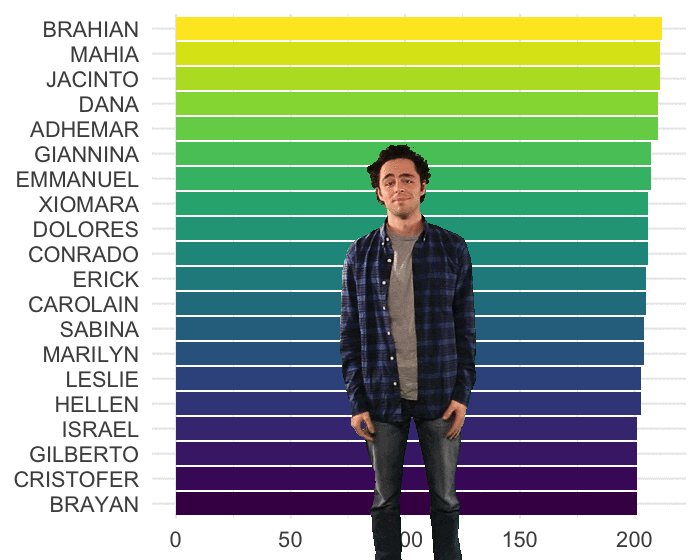 BRAHIAN
MAHIA
JACINTO
DANA
ADHEMAR
GIANNINA
EMMANUEL
XIOMARA
DOLORES
CONRADO
ERICK
CAROLAIN
SABINA
MARILYN
LESLIE
HELLEN
ISRAEL
GILBERTO
CRISTOFER
BRAYAN
0 50 00 150 200